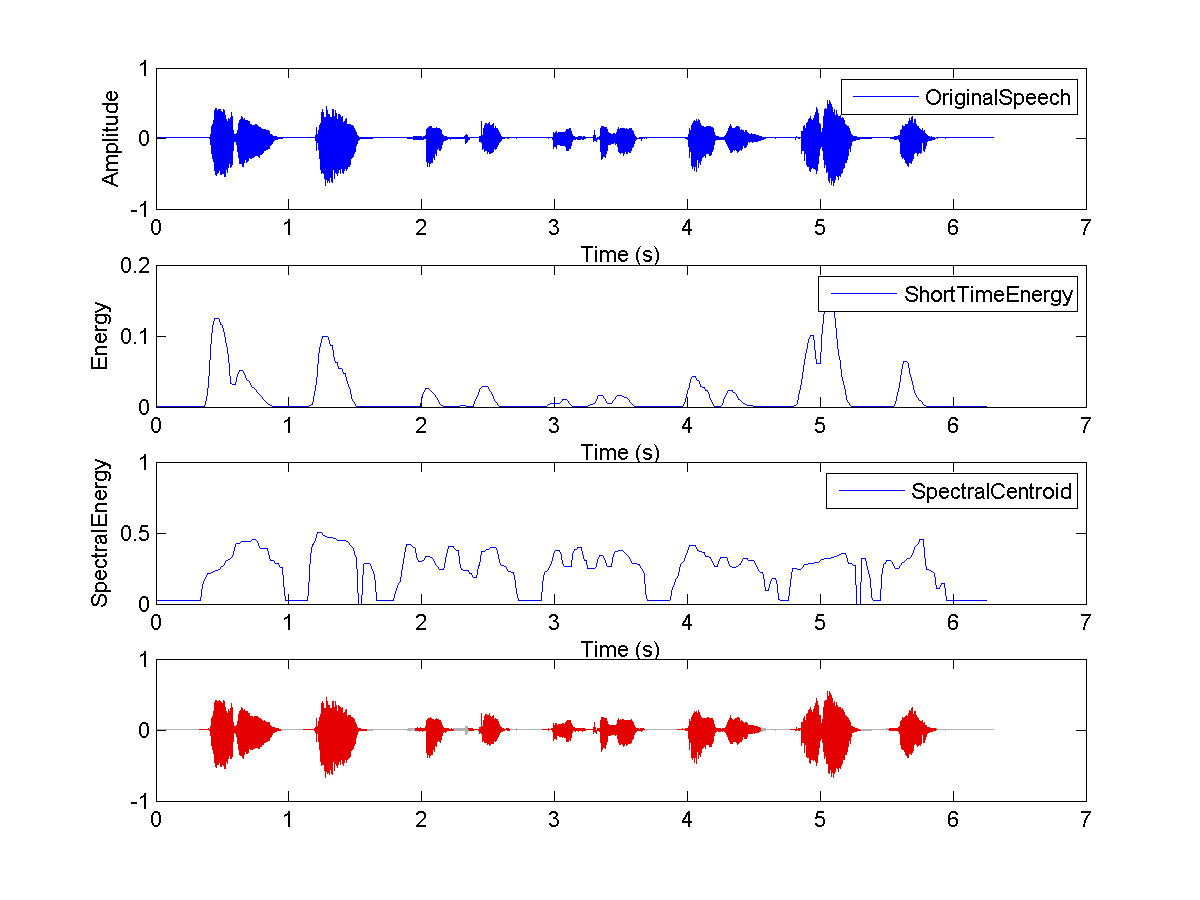 1
OriginalSpeech
Amplitude
0
-1
0 1 2 3 4 5 6 7
Time (s)
0.2
ShortTimeEnergy
Energy
0.1
0
0 1 2 3 4 5 6 7
Time (s)
1
SpectralCentroid
SpectralEnergy
0.5
0
0 1 2 3 4 5 6 7
Time (s)
1
0
-1
0 1 2 3 4 5 6 7